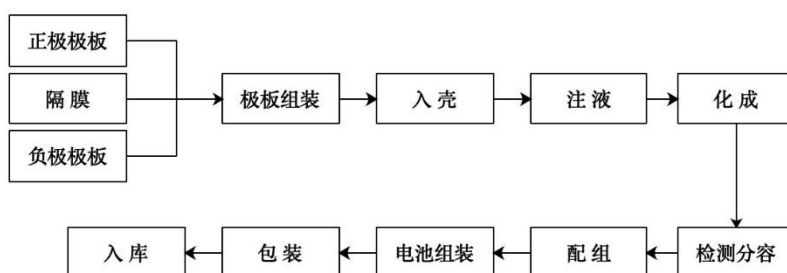 正极极板
隔 膜
负极极板
极板组装
入 壳
注 液
化 成
检测分容
配 组
电池组装
包 装
入 库